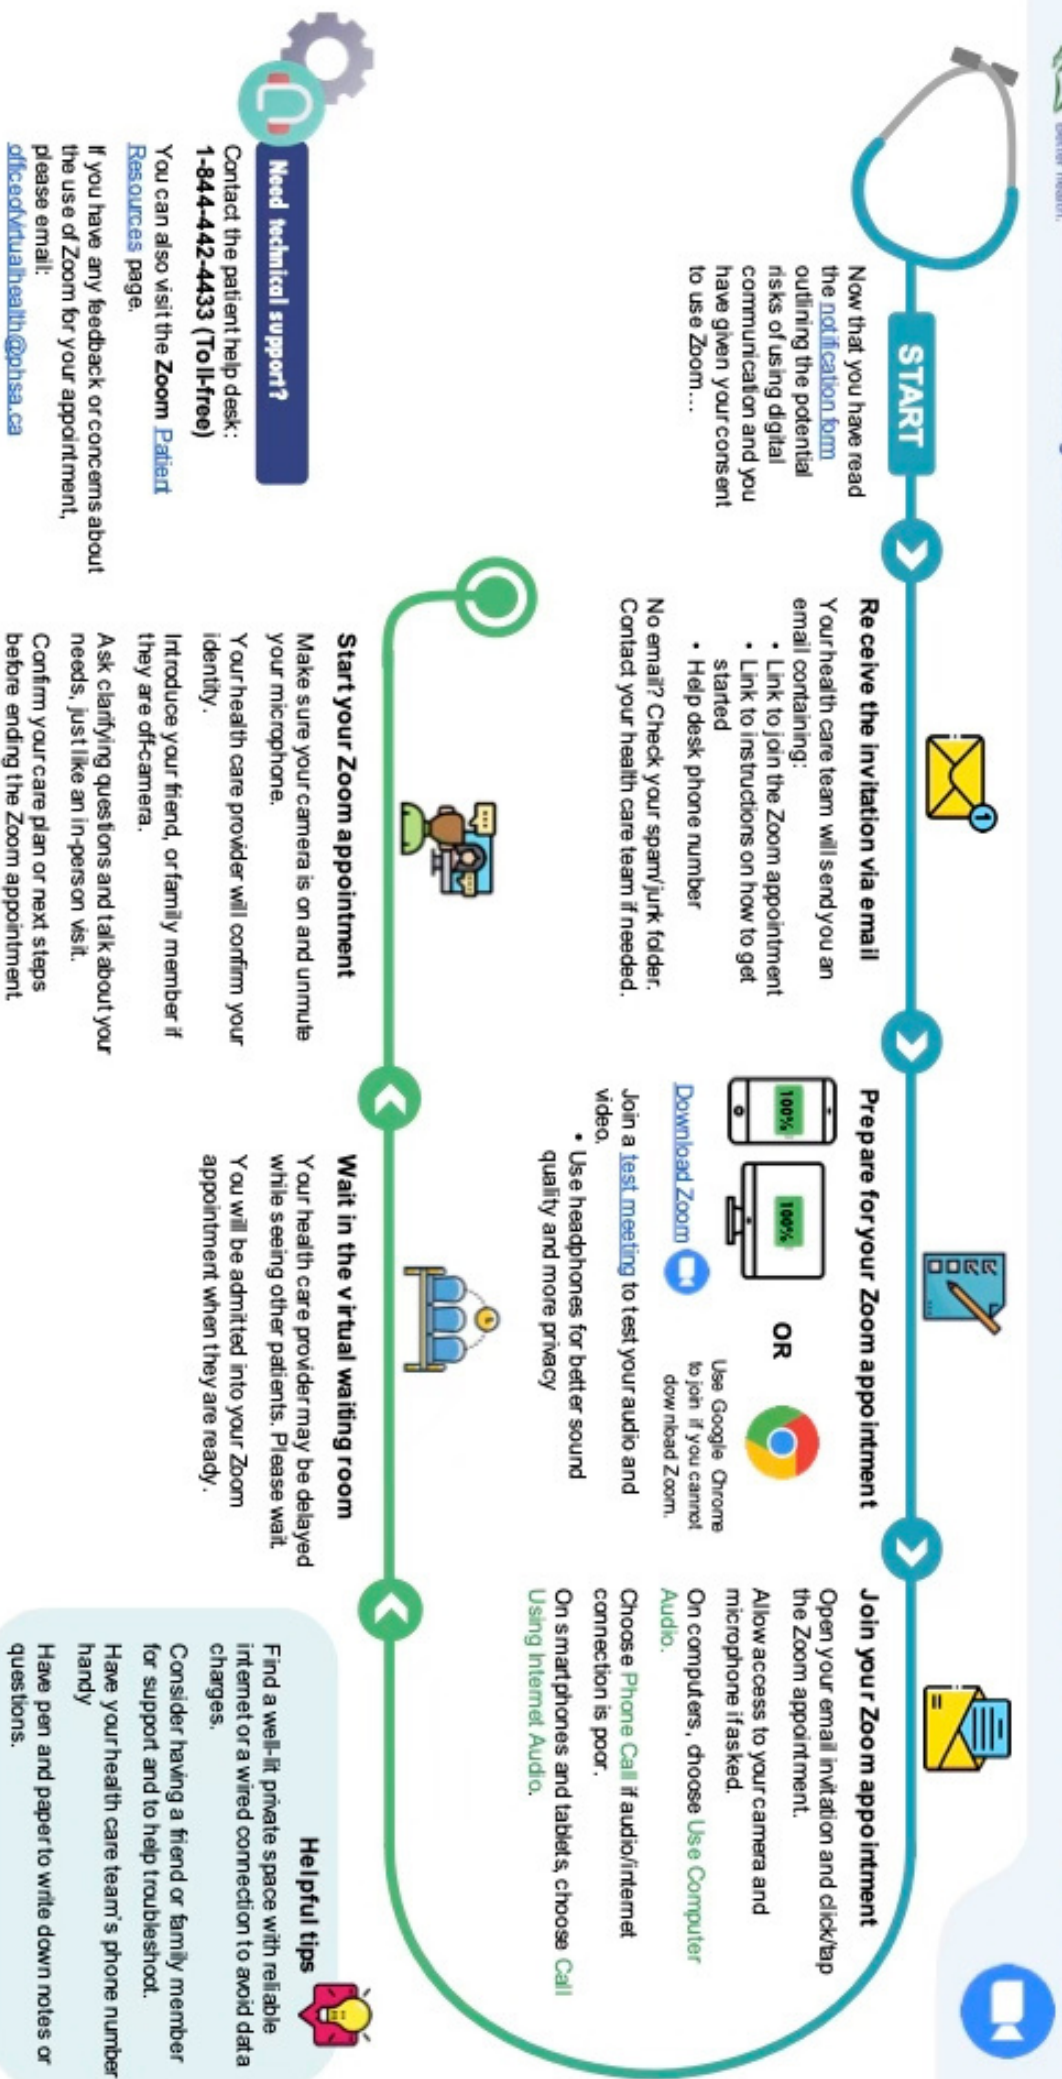 Better health.
START
Now that you have read
the notification form
outlining the potential
risks of using digital
communication and you
have given your consent
to use Zoom...
1
Receive the invitation via email
Your health care team will send you an
email containing:
• Link to join the Zoom appointment
• Link to instructions on how to get
started
• Help desk phone number
No email? Check your spam/junk folder.
Contact your health care team if needed.
Prepare for your Zoom appointment
100%
100%
OR
Download Zoom
Use Google Chrome
to join if you cannot
download Zoom.
Join a test meeting to test your audio and
video.
• Use headphones for better sound
quality and more privacy
Join your Zoom appointment
Open your email invitation and click/tap
the Zoom appointment.
Allow access to your camera and
microphone if asked.
On computers, choose Use Computer
Audio.
Choose Phone Call if audio/internet
connection is poor.
On smartphones and tablets, choose Call
Using Internet Audio.
Need technical support?
Contact the patient help desk:
1-844-442-4433 (Toll-free)
You can also visit the Zoom Patient
Resources page.
If you have any feedback or concerns about
the use of Zoom for your appointment,
please email:
officeofvirtualhealth@phsa.ca
Start your Zoom appointment
Make sure your camera is on and unmute
your microphone.
Your health care provider will confirm your
identity.
Introduce your friend, or family member if
they are off-camera.
Ask clarifying questions and talk about your
needs, just like an in-person visit.
Confirm your care plan or next steps
before ending the Zoom appointment.
Wait in the virtual waiting room
Your health care provider may be delayed
while seeing other patients. Please wait.
You will be admitted into your Zoom
appointment when they are ready.
Helpful tips
Find a well-lit private space with reliable
internet or a wired connection to avoid data
charges.
Consider having a friend or family member
for support and to help troubleshoot.
Have your health care team's phone number
handy
Have pen and paper to write down notes or
questions.